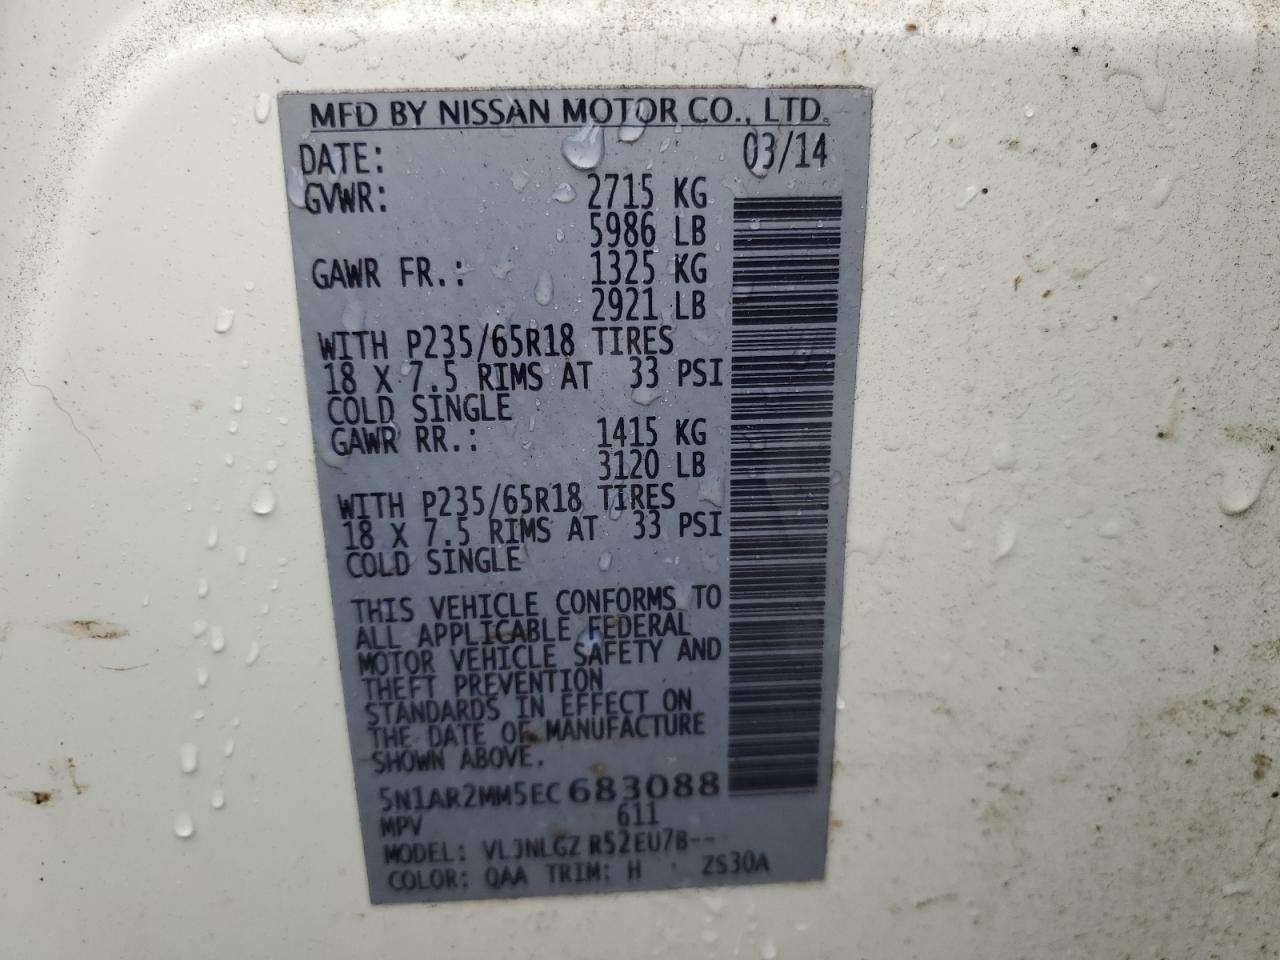 MFD BY NISSAN MOTOR CO., LTD.
DATE: 03/14
GVWR: 2715 KG
5986 LB
GAWR FR.: 1325 KG
2921 LB
WITH P235/65R18 TIRES
18 X 7.5 RIMS AT 33 PSI
COLD SINGLE
GAWR RR.: 1415 KG
3120 LB
WITH P235/65R18 TIRES
18 X 7.5 RIMS AT 33 PSI
COLD SINGLE
THIS VEHICLE CONFORMS TO
ALL APPLICABLE FEDERAL
MOTOR VEHICLE SAFETY AND
THEFT PREVENTION
STANDARDS IN EFFECT ON
THE DATE OF MANUFACTURE
SHOWN ABOVE.
5N1AR2MM5EC683088
MPV 611
MODEL: VLJNLGZ R52EU7B--
COLOR: QAA TRIM: H ZS30A